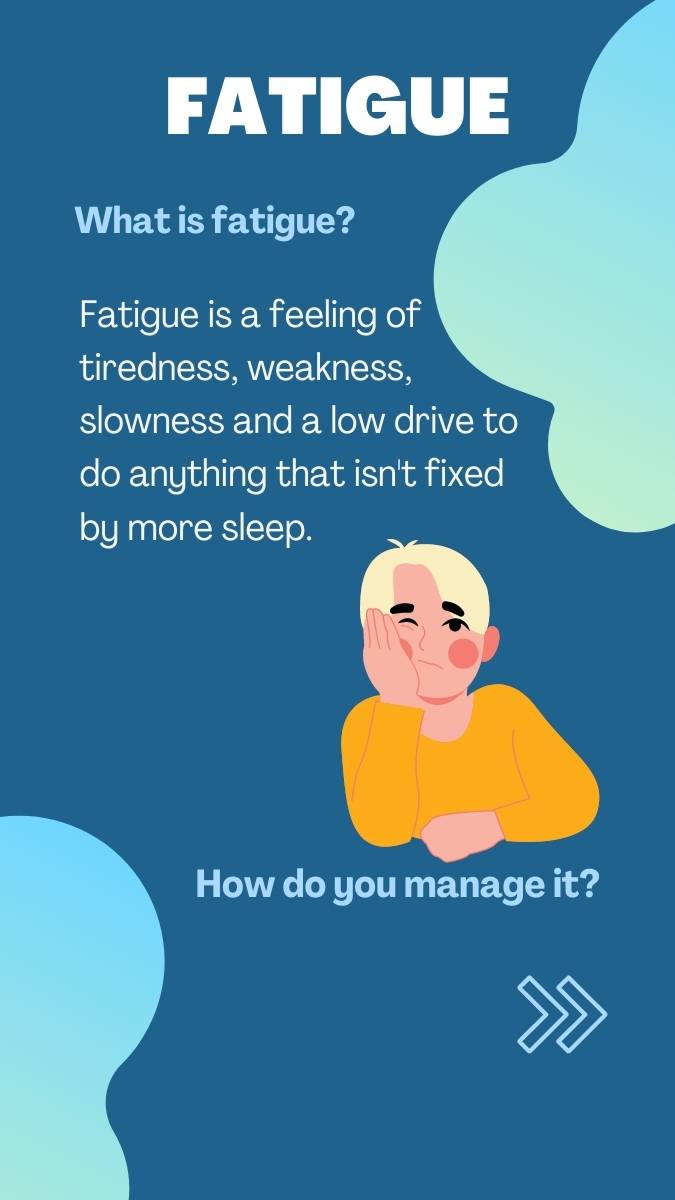 FATIGUE
What is fatigue?
Fatigue is a feeling of
tiredness, weakness,
slowness and a low drive to
do anything that isn't fixed
by more sleep.
How do you manage it?